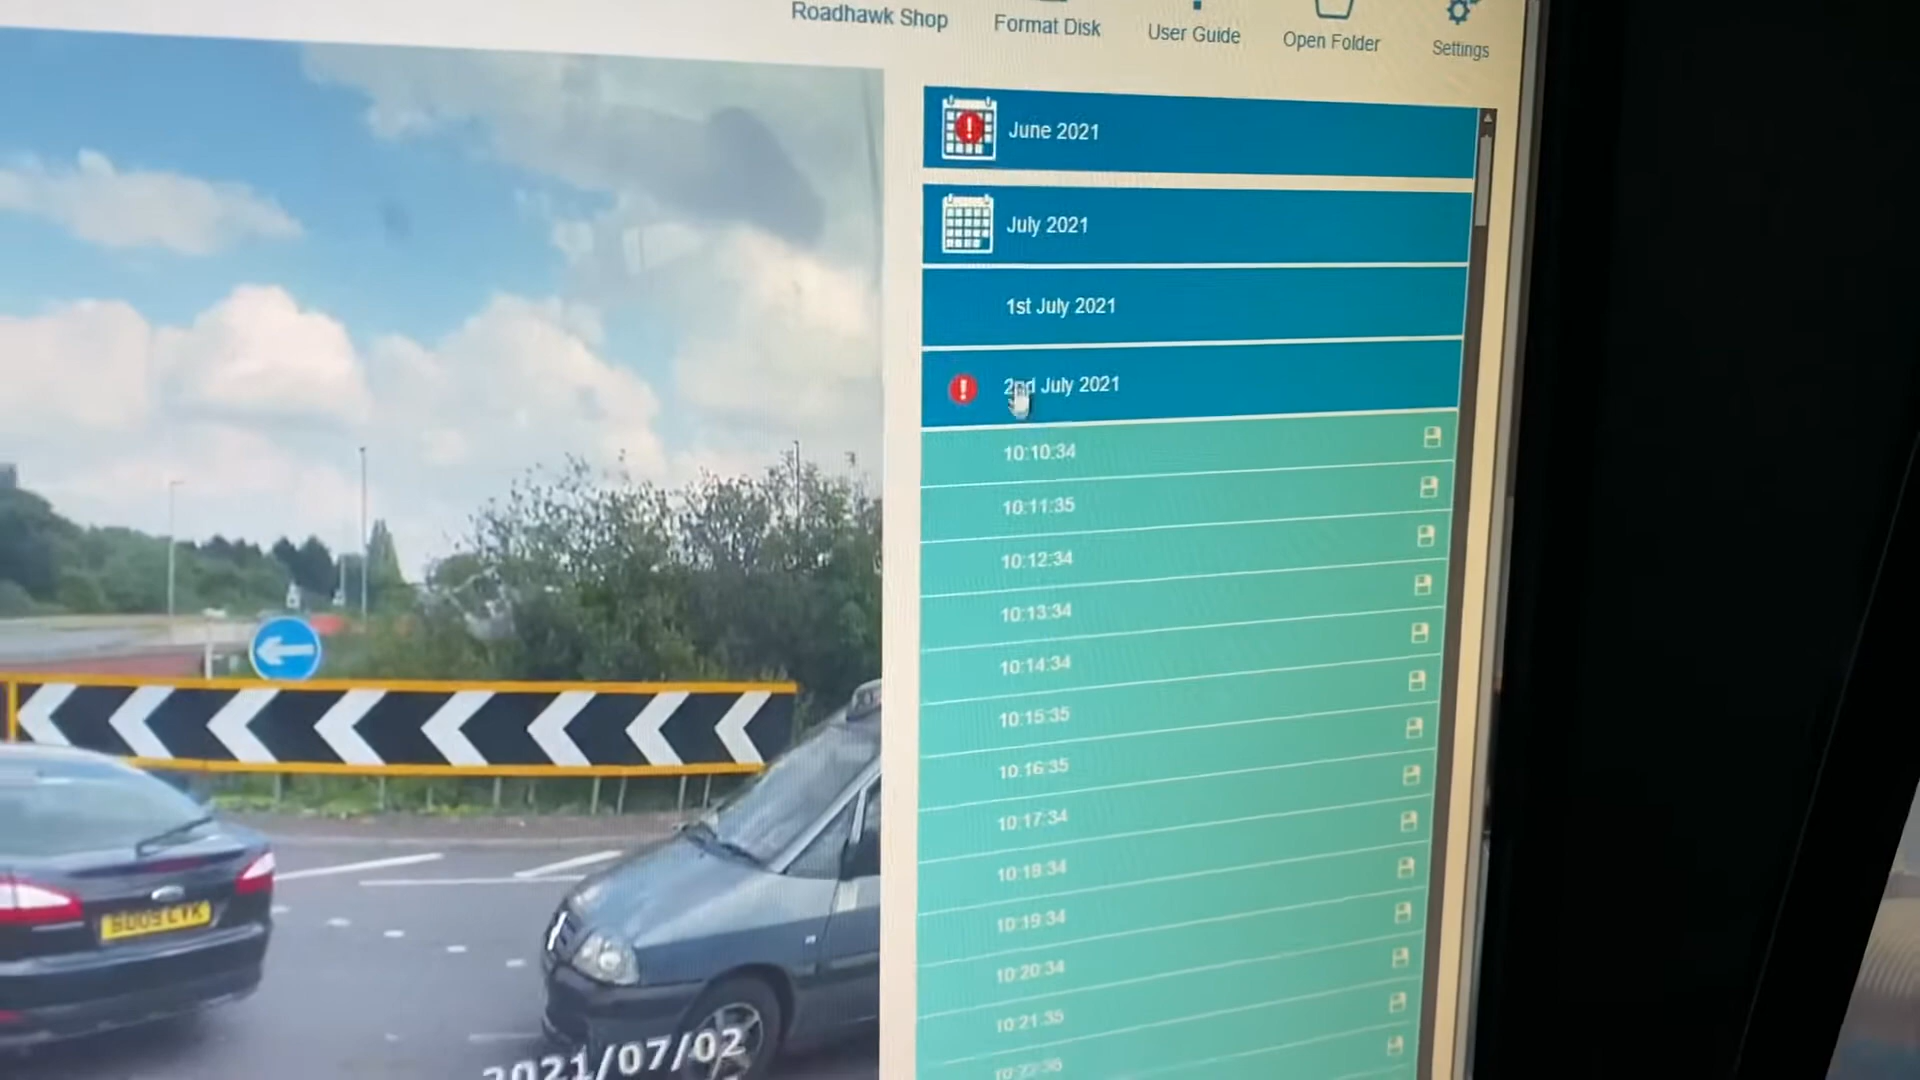 Roadhawk Shop
Format Disk
User Guide
Open Folder
Settings
June 2021
July 2021
1st July 2021
2nd July 2021
10:10:34
10:11:35
10:12:34
10:13:34
10:14:34
10:15:35
10:16:35
10:17:34
10:18:34
10:19:34
10:20:34
10:21:35
2021/07/02